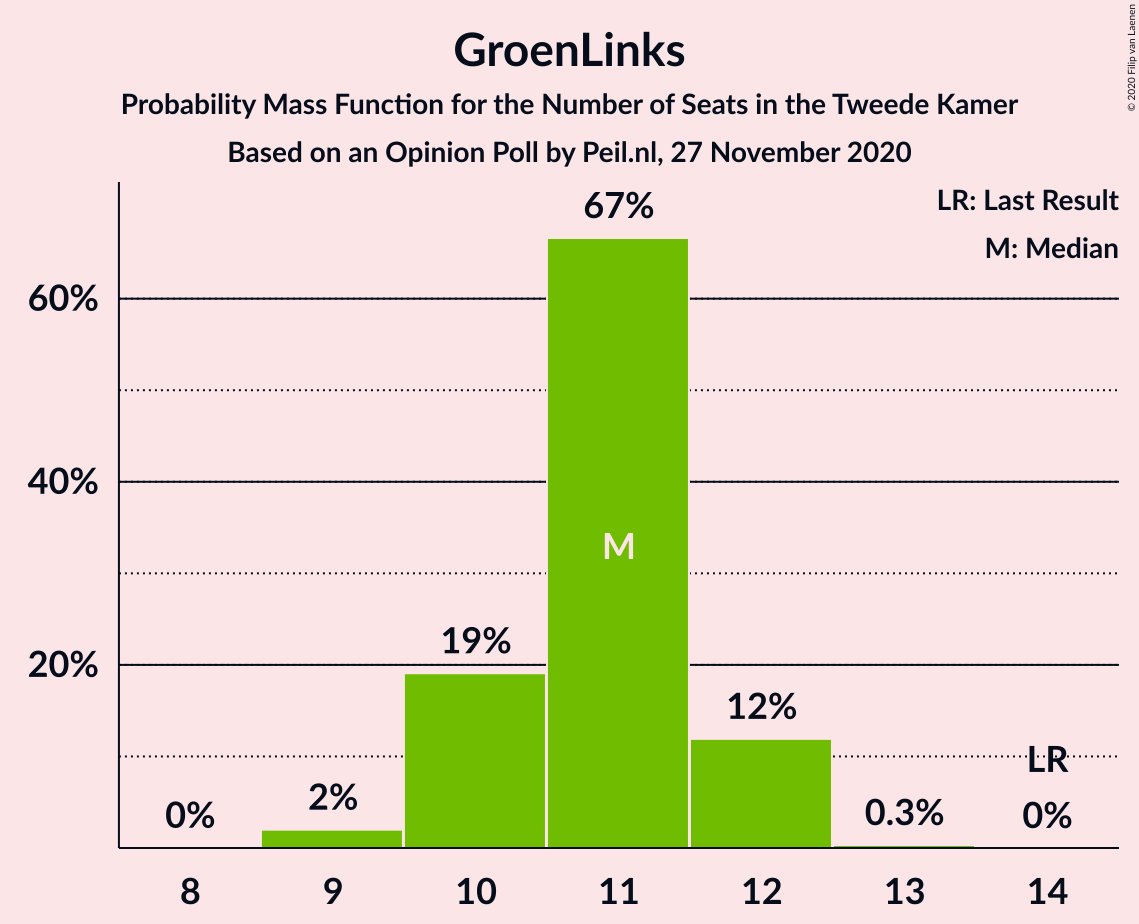 GroenLinks
Probability Mass Function for the Number of Seats in the Tweede Kamer
Based on an Opinion Poll by Peil.nl, 27 November 2020
© 2020 Filip van Laenen
LR: Last Result
M: Median
67%
60%
40%
M
19%
20%
12%
LR
0%
2%
0.3%
0%
8 9 10 11 12 13 14